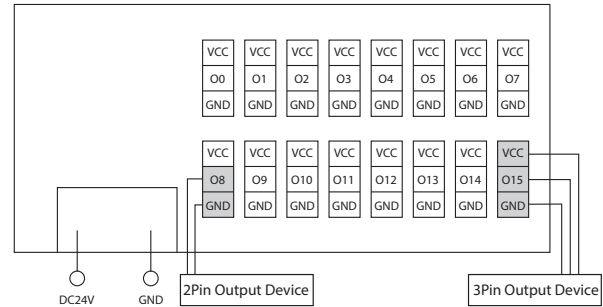 VCC VCC VCC VCC VCC VCC VCC VCC
O0 O1 O2 O3 O4 O5 O6 O7
GND GND GND GND GND GND GND GND
VCC VCC VCC VCC VCC VCC VCC VCC
O8 O9 O10 O11 O12 O13 O14 O15
GND GND GND GND GND GND GND GND
DC24V GND 2Pin Output Device 3Pin Output Device